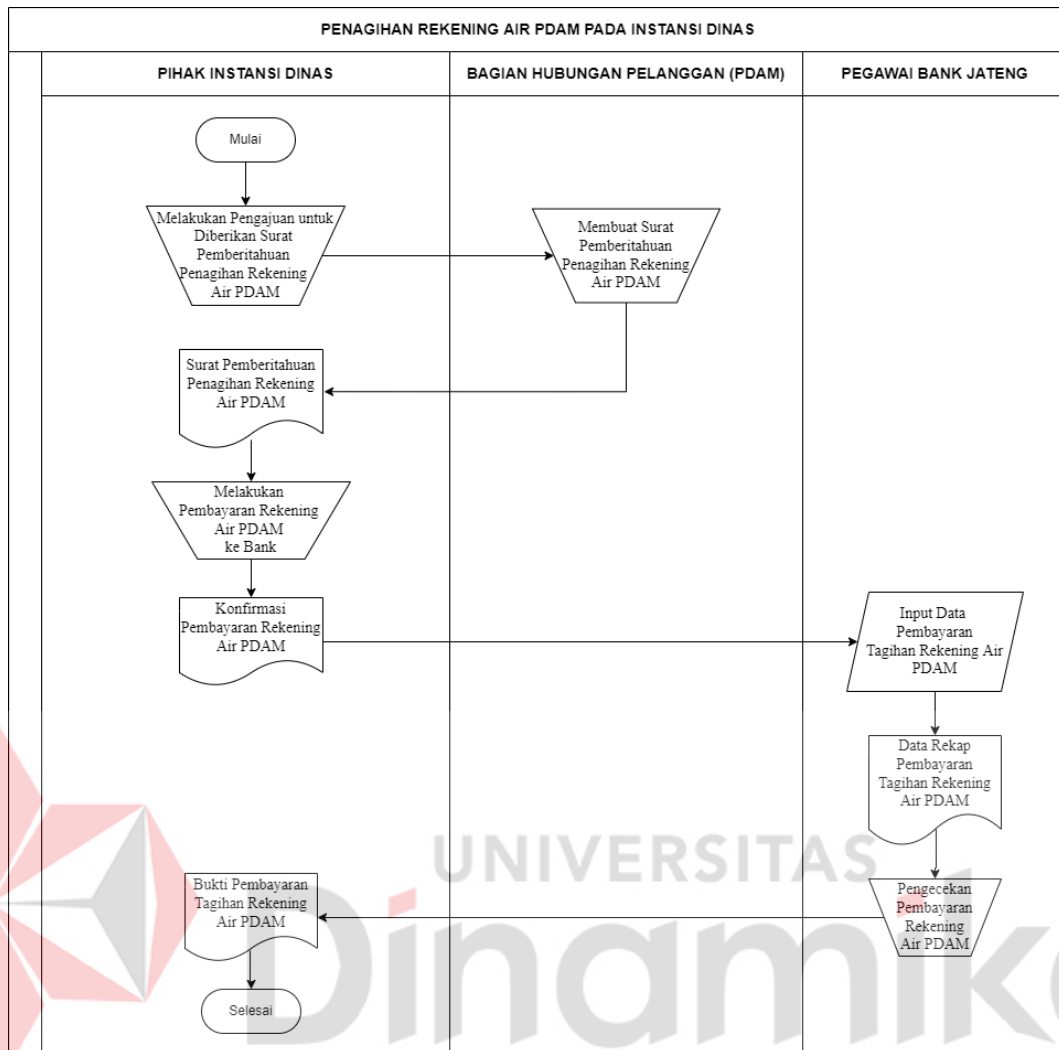 PENAGIHAN REKENING AIR PDAM PADA INSTANSI DINAS
PIHAK INSTANSI DINAS
BAGIAN HUBUNGAN PELANGGAN (PDAM)
PEGAWAI BANK JATENG
Mulai
Melakukan Pengajuan untuk
Diberikan Surat
Pemberitahuan
Penagihan Rekening
Air PDAM
Membuat Surat
Pemberitahuan
Penagihan Rekening
Air PDAM
Surat Pemberitahuan
Penagihan Rekening
Air PDAM
Melakukan
Pembayaran Rekening
Air PDAM
ke Bank
Konfirmasi
Pembayaran Rekening
Air PDAM
Input Data
Pembayaran
Tagihan Rekening Air
PDAM
Data Rekap
Pembayaran
Tagihan Rekening
Air PDAM
Pengecekan
Pembayaran
Rekening
Air PDAM
Bukti Pembayaran
Tagihan Rekening
Air PDAM
Selesai
UNIVERSITAS
Dinamika